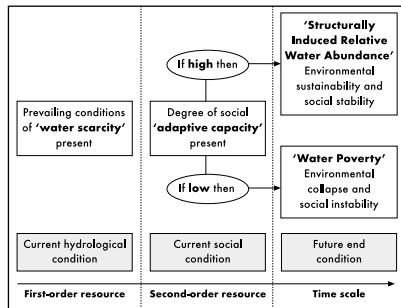 'Structurally
Induced Relative
Water Abundance'
Environmental
sustainability and
social stability
If high then
Prevailing conditions
of 'water scarcity'
present
Degree of social
'adaptive capacity'
present
'Water Poverty'
Environmental
collapse and
social instability
If low then
Current hydrological
condition
Current social
condition
Future end
condition
First-order resource
Second-order resource
Time scale